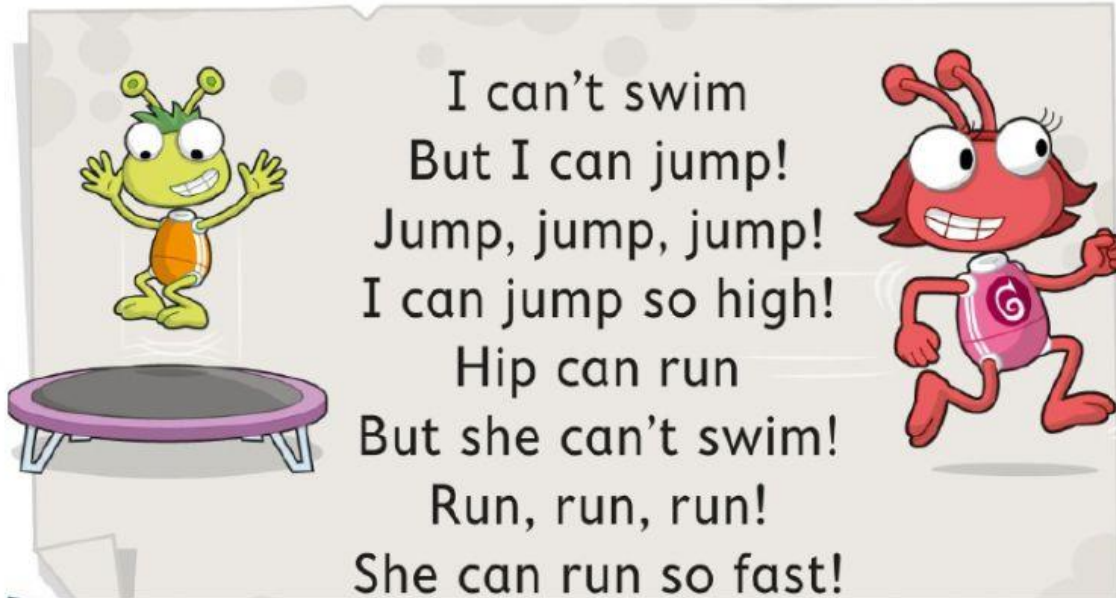 I can't swim
But I can jump!
Jump, jump, jump!
I can jump so high!
Hip can run
But she can't swim!
Run, run, run!
She can run so fast!
G